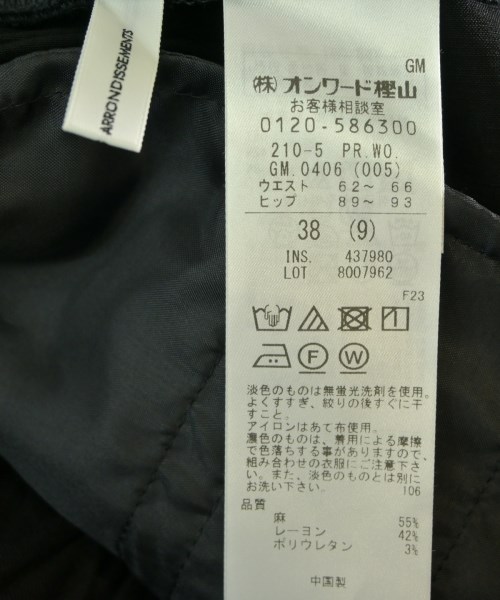 ARRONDISSEMENTS
GM
(株)オンワード樫山
お客様相談室
0120-586300
210-5 PR.WO.
GM.0406 (005)
ウエスト 62～ 66
ヒップ 89～ 93
38 (9)
INS. 437980
LOT 8007962
F23
F W
淡色のものは無蛍光洗剤を使用。
よくすすぎ、絞りの後すぐに干
すこと。
アイロンはあて布使用。
濃色のものは、着用による摩擦
で色落ちする事がありますので、
組み合わせの衣服にご注意下さ
い。また、淡色のものとは別に
お洗い下さい。 106
品質
麻 55%
レーヨン 42%
ポリウレタン 3%
中国製